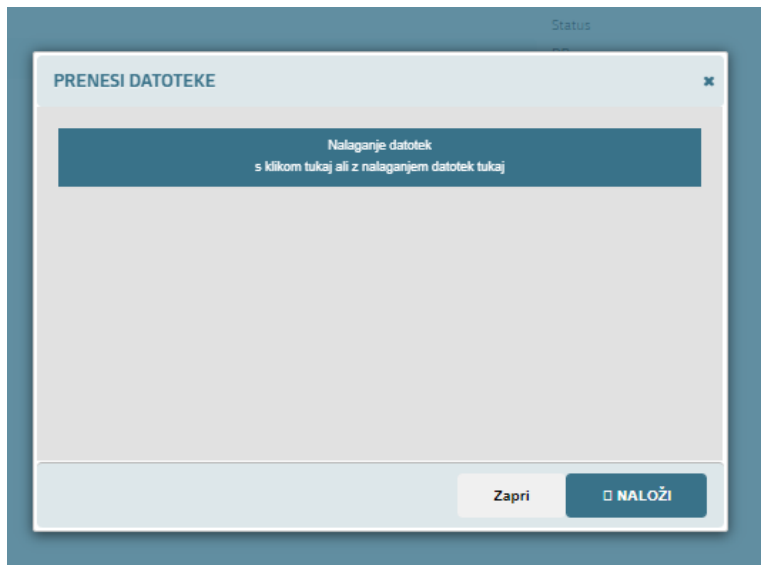 Status
PRENESI DATOTEKE
Nalaganje datotek
s klikom tukaj ali z nalaganjem datotek tukaj
Zapri
NALOŽI